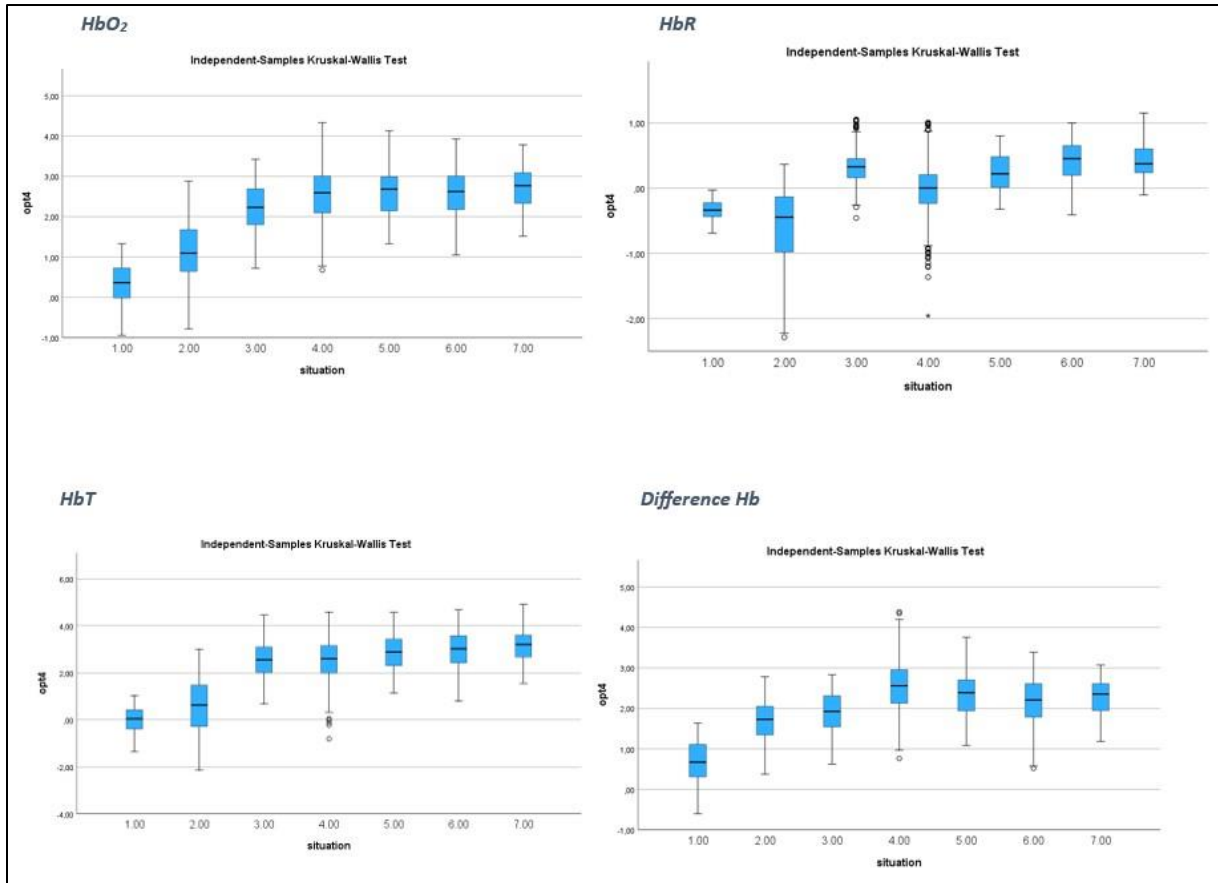 HbO₂
Independent-Samples Kruskal-Wallis Test
5,00
4,00
3,00
2,00
1,00
,00
-1,00
opt4
1.00 2.00 3.00 4.00 5.00 6.00 7.00
situation
HbR
Independent-Samples Kruskal-Wallis Test
1,00
,00
-1,00
-2,00
opt4
1.00 2.00 3.00 4.00 5.00 6.00 7.00
situation
HbT
Independent-Samples Kruskal-Wallis Test
6,00
4,00
2,00
,00
-2,00
-4,00
opt4
1.00 2.00 3.00 4.00 5.00 6.00 7.00
situation
Difference Hb
Independent-Samples Kruskal-Wallis Test
5,00
4,00
3,00
2,00
1,00
,00
-1,00
opt4
1.00 2.00 3.00 4.00 5.00 6.00 7.00
situation